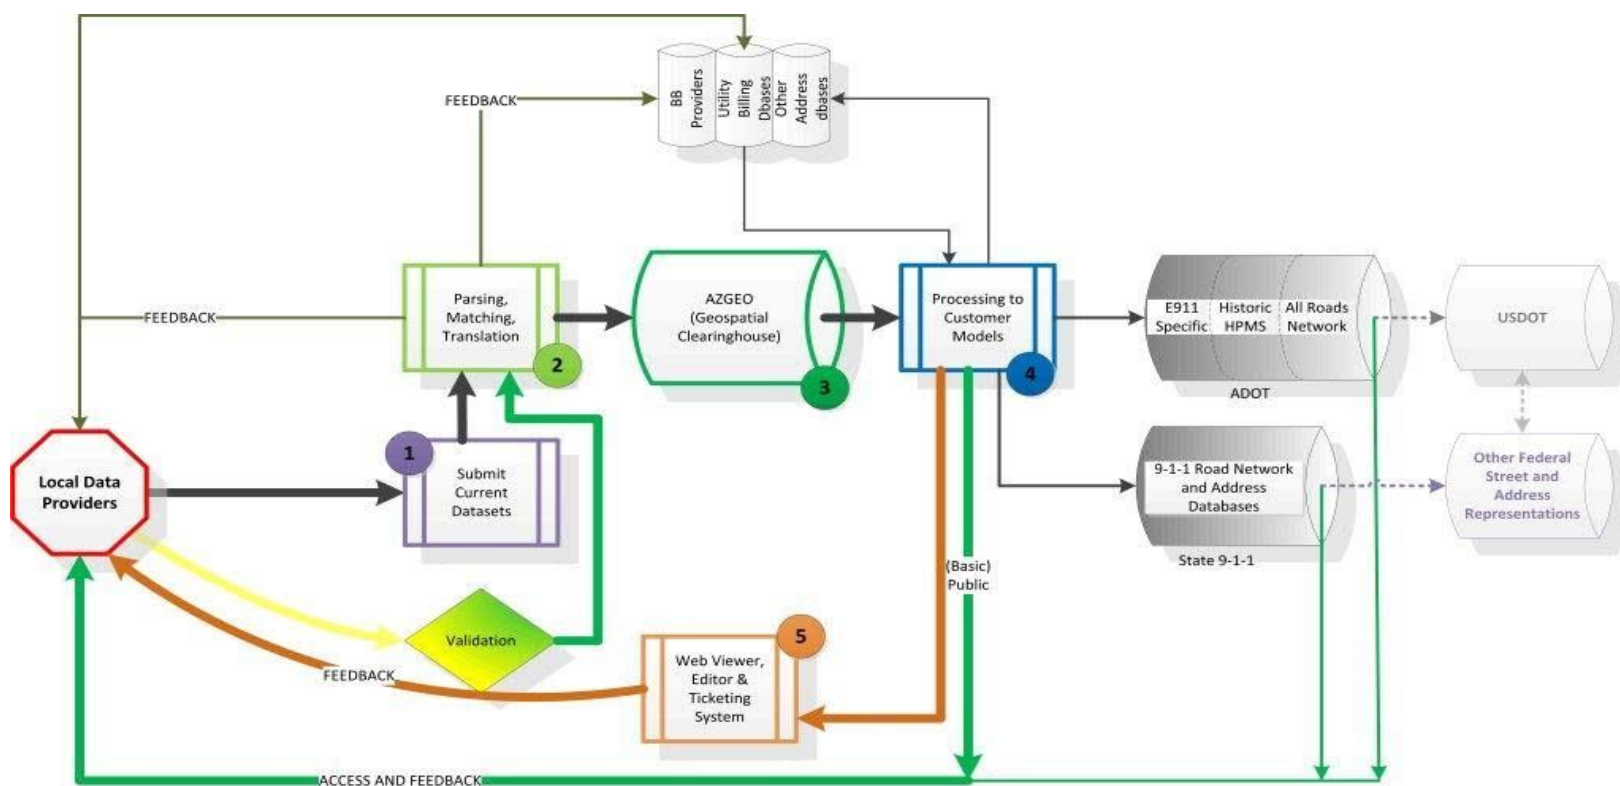 BB
Providers
Utility
Billing
Dbases
Other
Address
dbases
FEEDBACK
Parsing,
Matching,
Translation
2
AZGEO
(Geospatial
Clearinghouse)
3
Processing to
Customer
Models
4
E911
Specific
Historic
HPMS
All Roads
Network
ADOT
USDOT
FEEDBACK
Local Data
Providers
1
Submit
Current
Datasets
9-1-1 Road Network
and Address
Databases
State 9-1-1
Other Federal
Street and
Address
Representations
(Basic)
Public
Validation
FEEDBACK
5
Web Viewer,
Editor &
Ticketing
System
ACCESS AND FEEDBACK